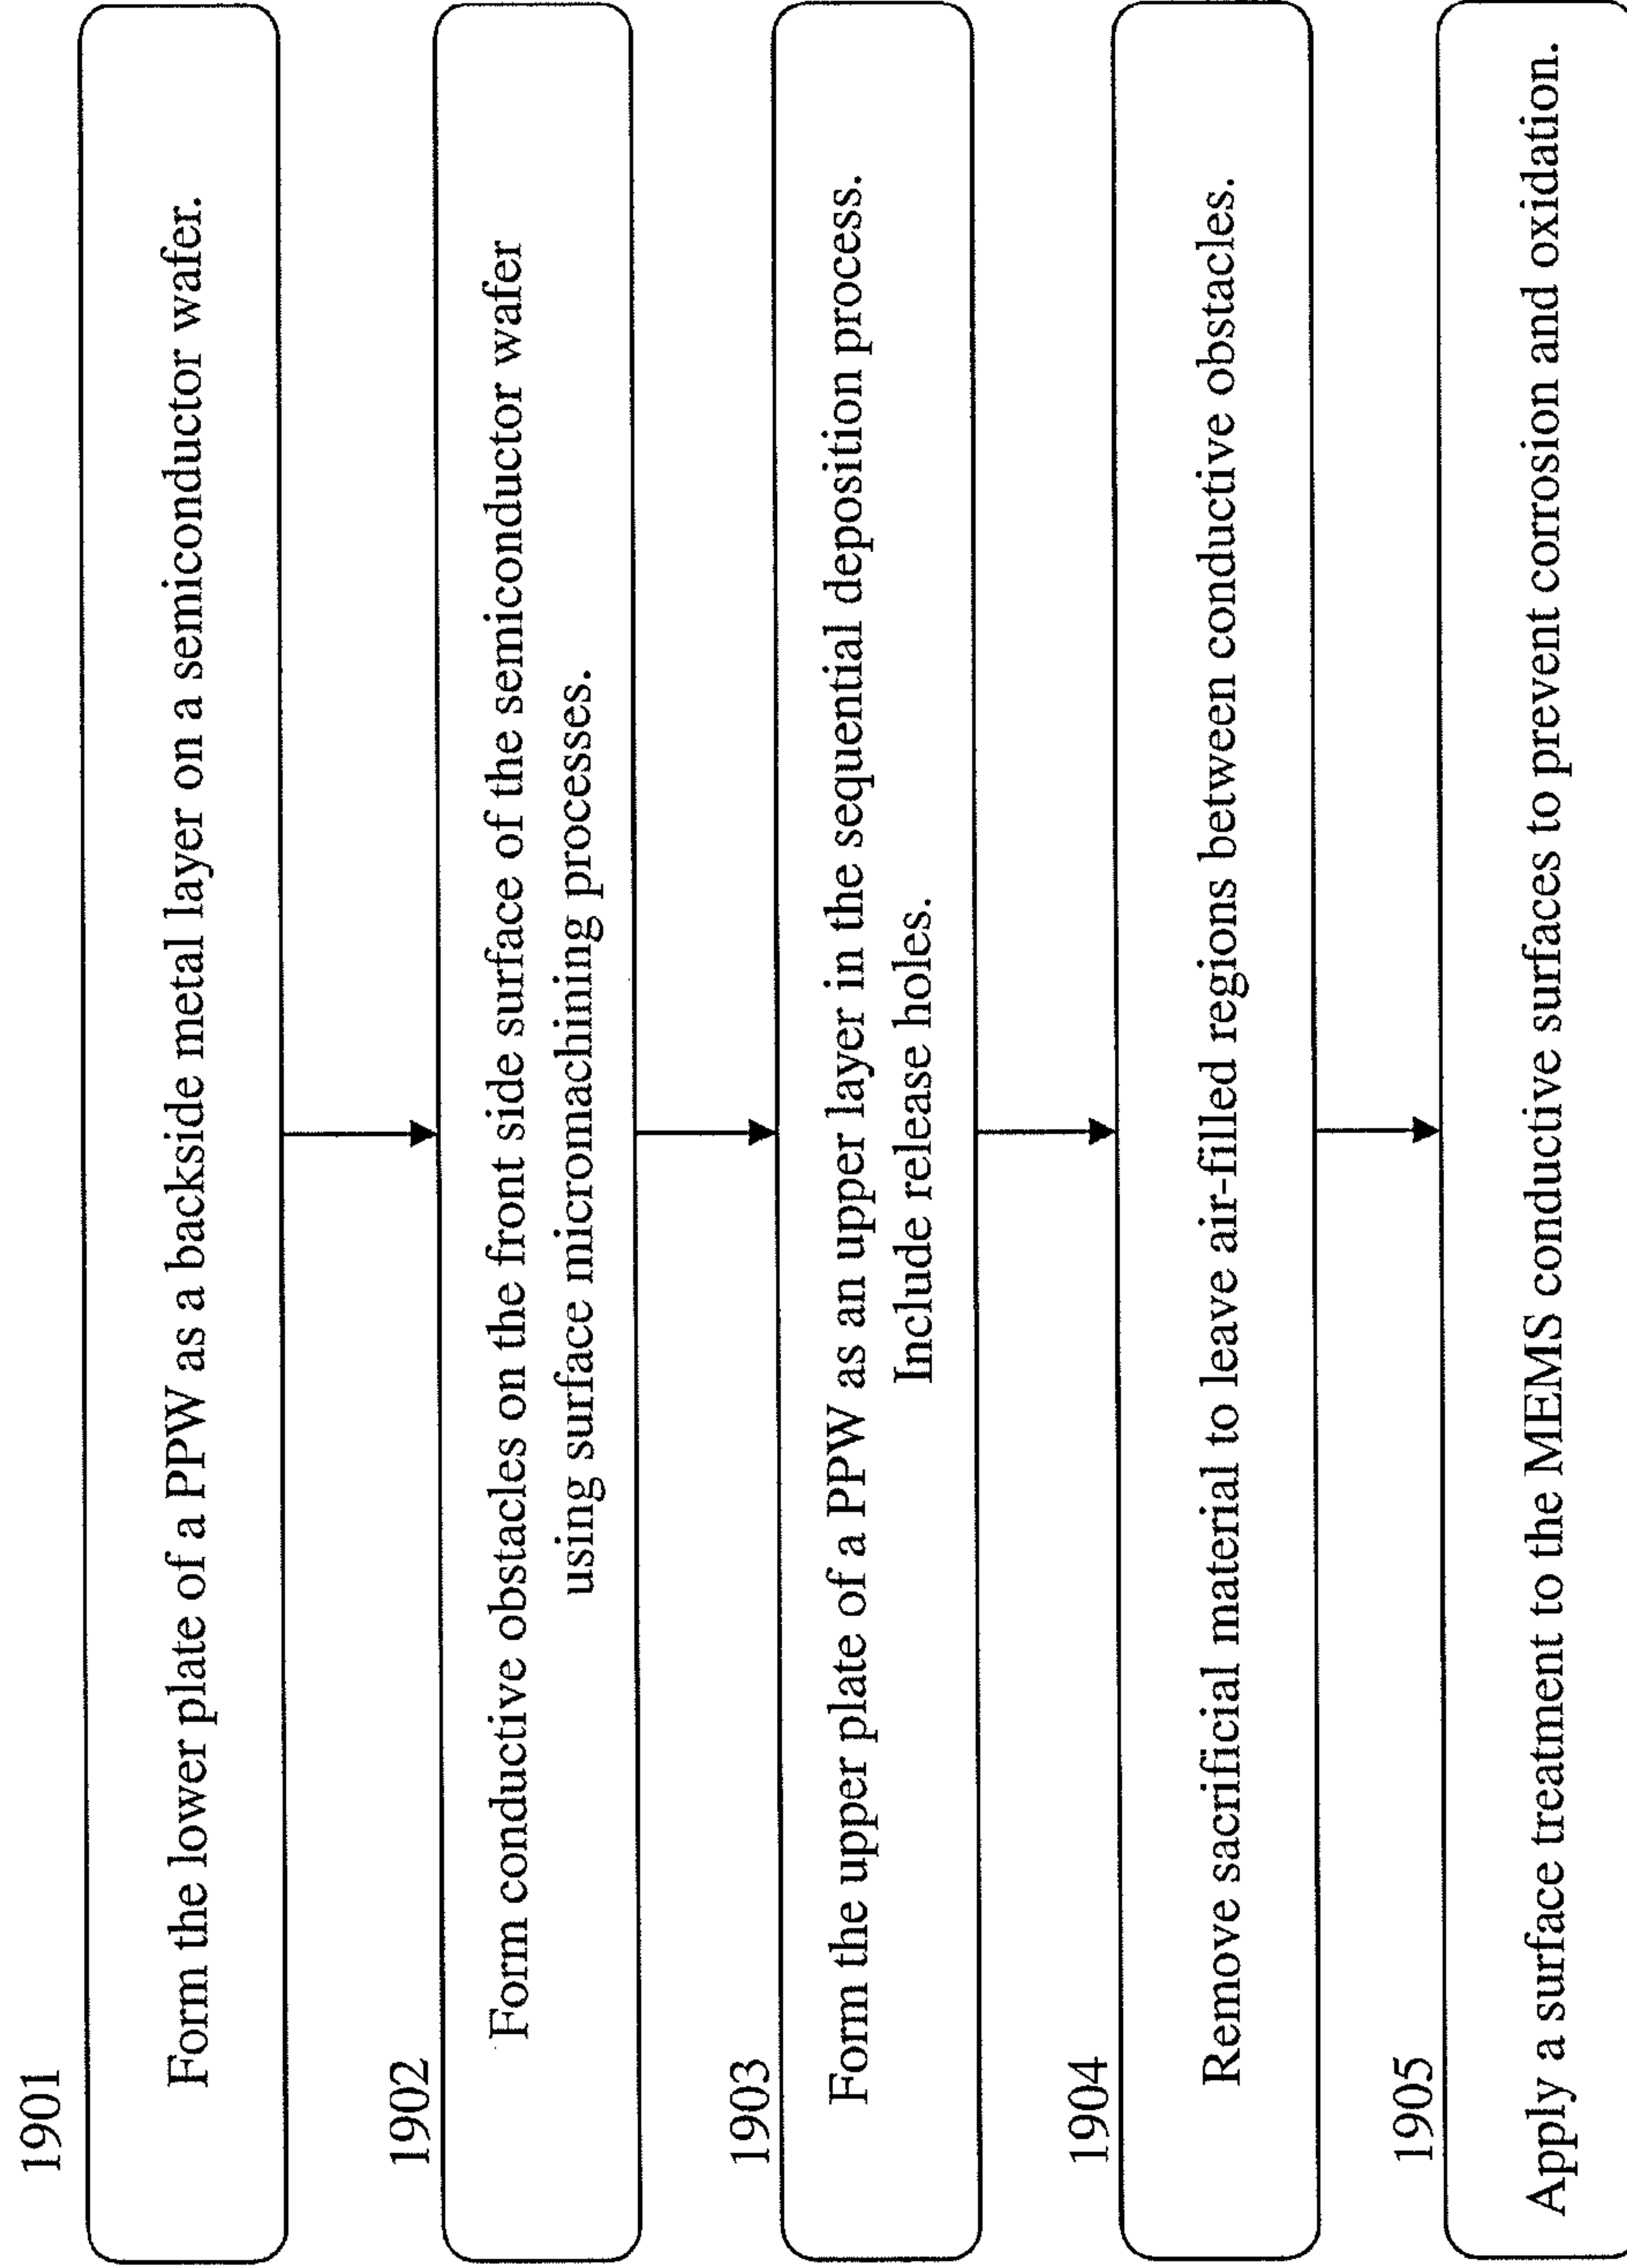 1901
Form the lower plate of a PPW as a backside metal layer on a semiconductor wafer.
1902
Form conductive obstacles on the front side surface of the semiconductor wafer
using surface micromachining processes.
1903
Form the upper plate of a PPW as an upper layer in the sequential deposition process.
Include release holes.
1904
Remove sacrificial material to leave air-filled regions between conductive obstacles.
1905
Apply a surface treatment to the MEMS conductive surfaces to prevent corrosion and oxidation.